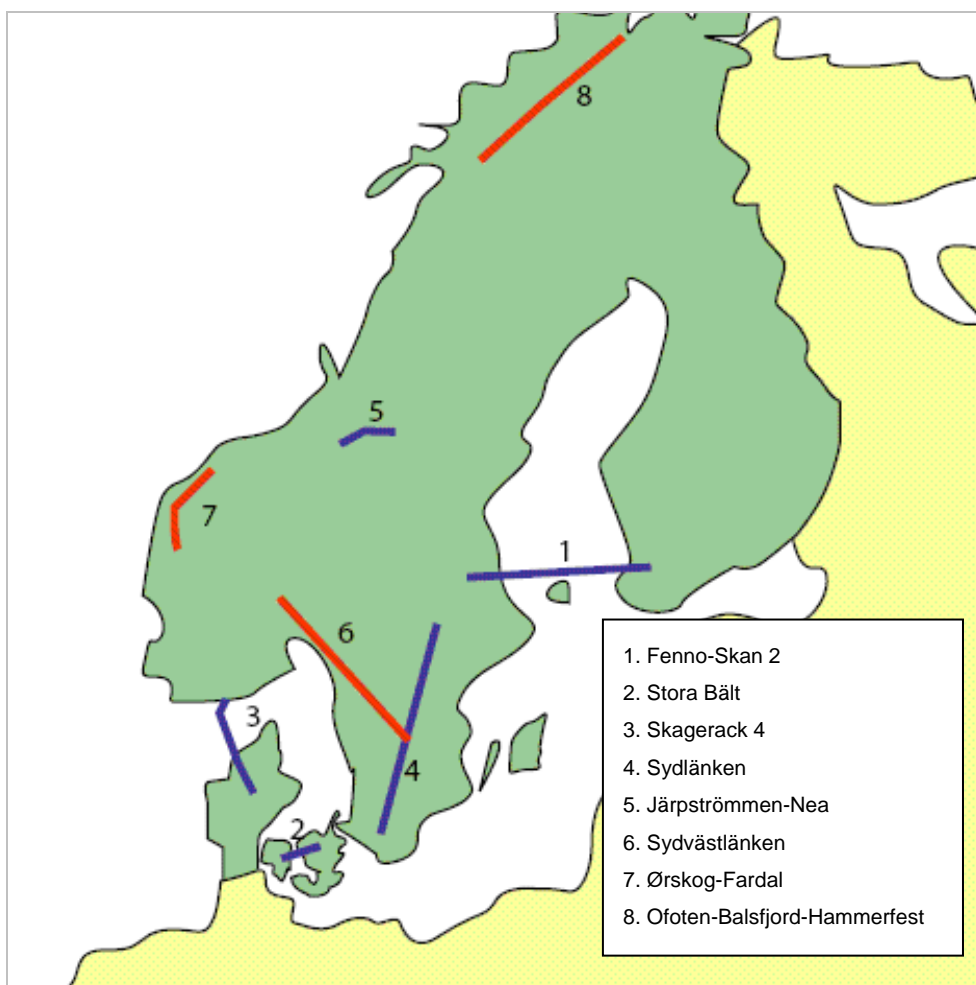 8
5
7
1
6
3
4
2
1. Fenno-Skan 2
2. Stora Bält
3. Skagerack 4
4. Sydlänken
5. Järpströmmen-Nea
6. Sydvästlänken
7. Ørskog-Fardal
8. Ofoten-Balsfjord-Hammerfest